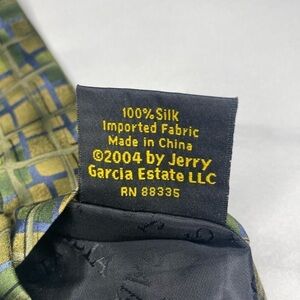 100% Silk
Imported Fabric
Made in China
©2004 by Jerry
Garcia Estate LLC
RN 88335